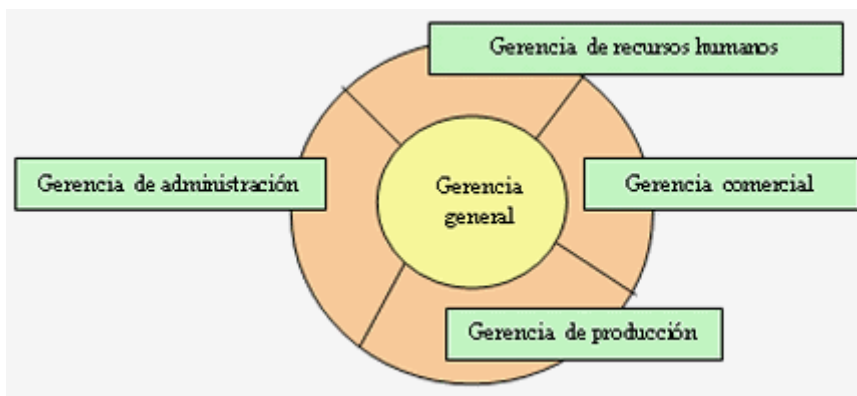 Gerencia de recursos humanos
Gerencia de administración
Gerencia
general
Gerencia comercial
Gerencia de producción